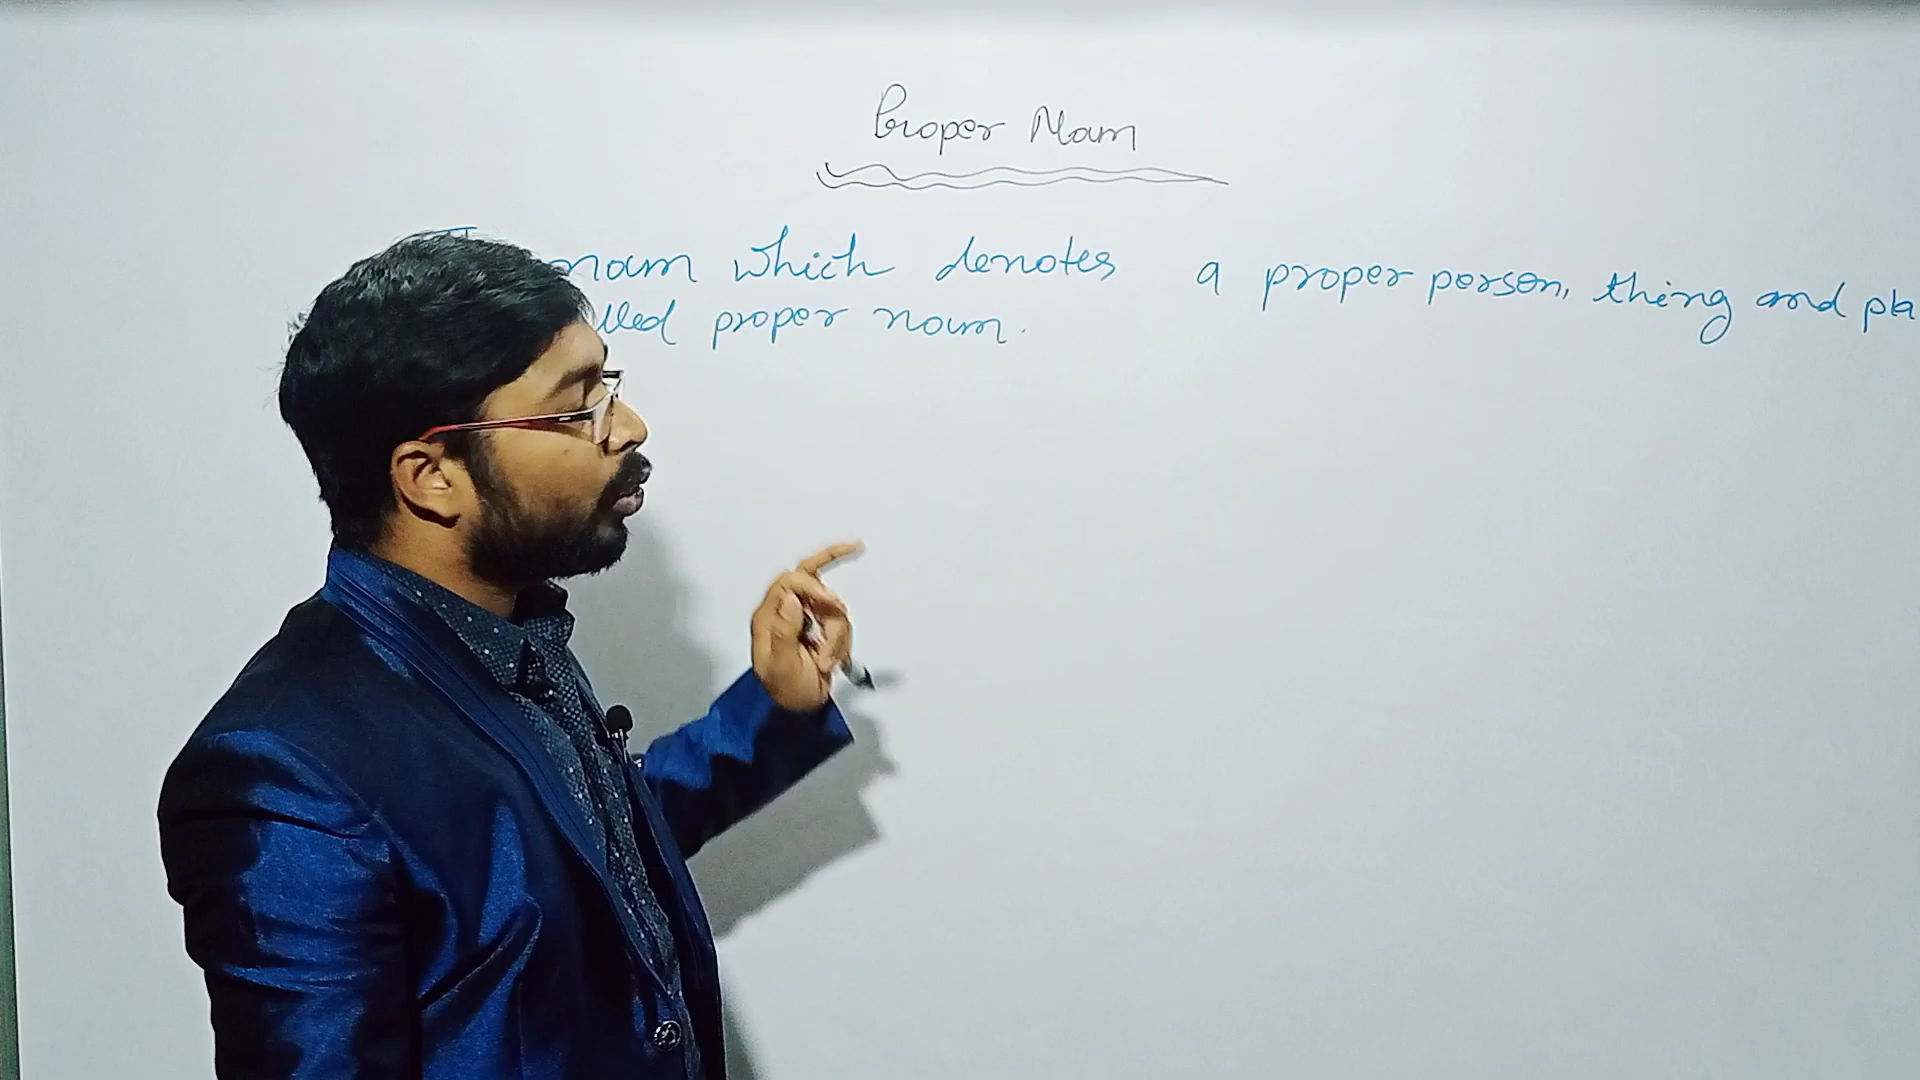 Proper Noun
noun which denotes a proper person, thing and pla
lled proper noun.